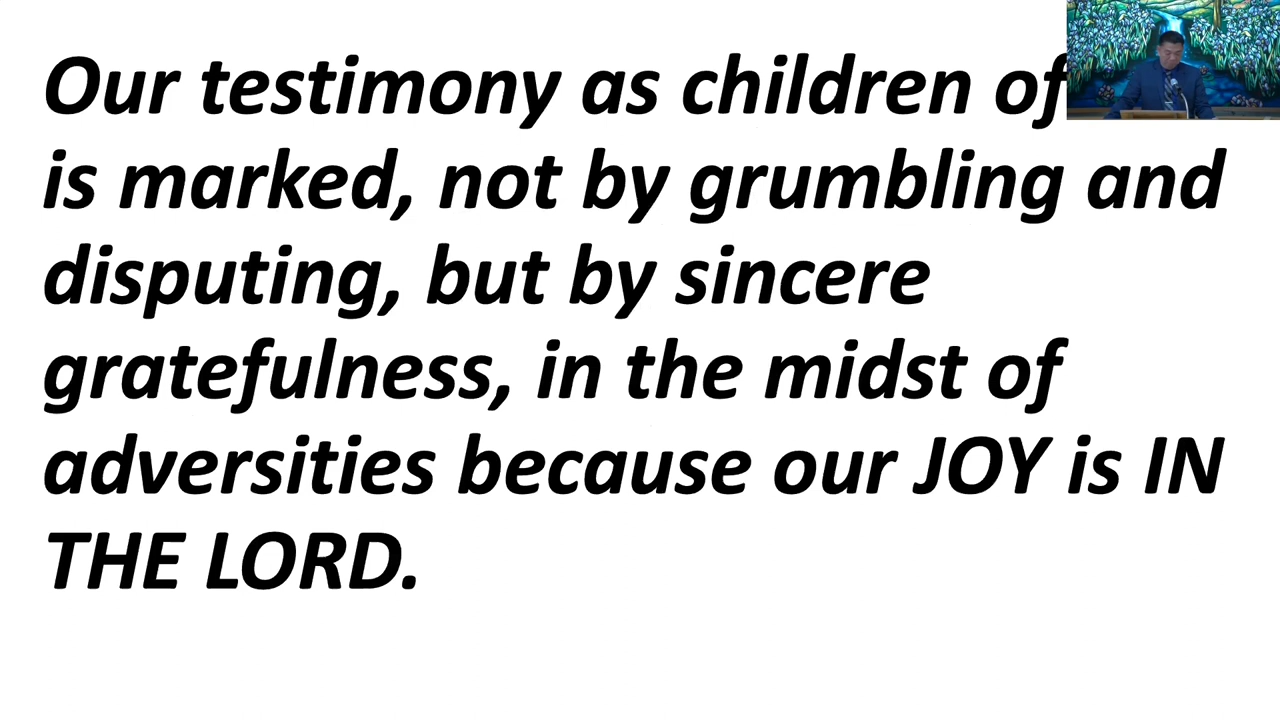 Our testimony as children of
is marked, not by grumbling and
disputing, but by sincere
gratefulness, in the midst of
adversities because our JOY is IN
THE LORD.